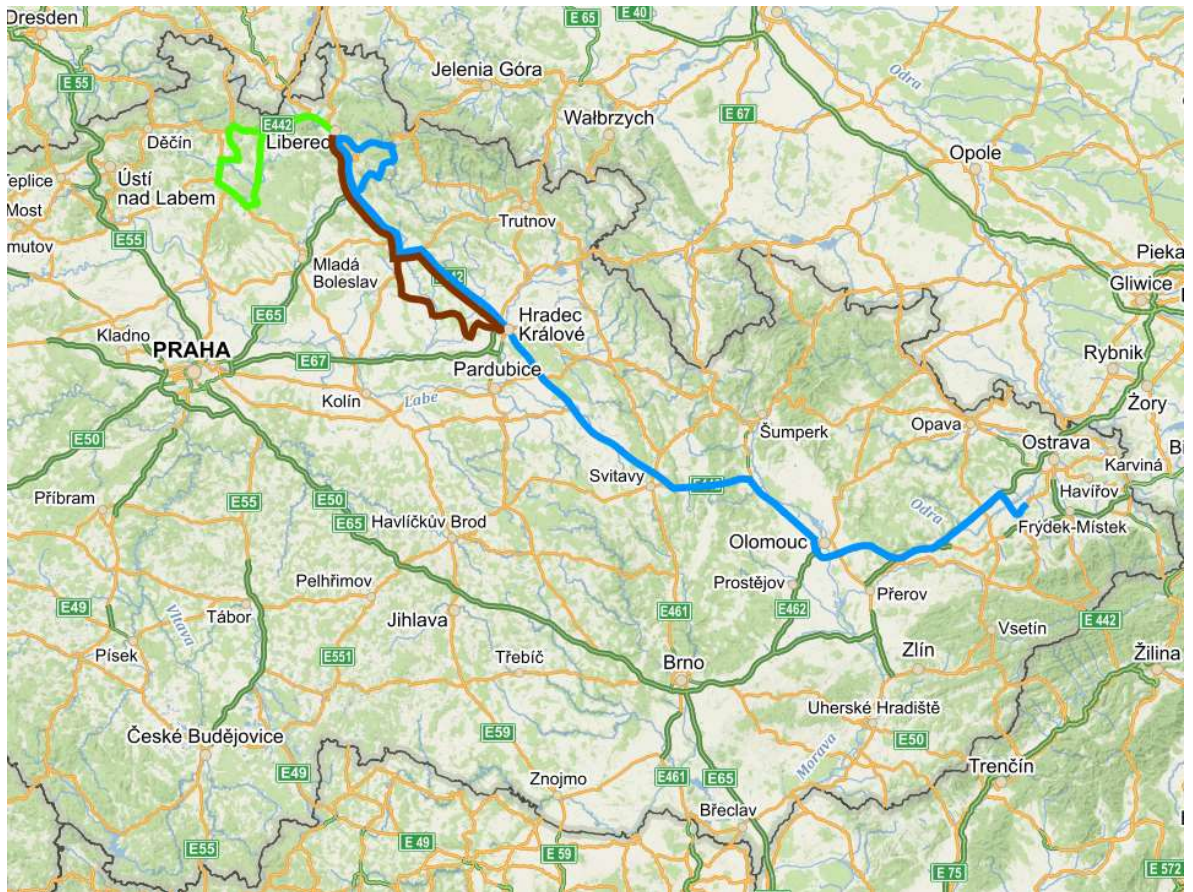 Dresden
E 65
E 40
E 55
Jelenia Góra
Odra
E442
Wałbrzych
E 67
Děčín
Liberec
Opole
Teplice
Ústí
nad Labem
Most
Trutnov
E55
Mladá
Boleslav
Gliwice
E65
Hradec
Králové
Kladno
PRAHA
E67
Rybnik
Pardubice
Kolín
Labe
Żory
E50
Šumperk
Opava
Ostrava
Karviná
Svitavy
Havířov
Příbram
E55
E50
E65
Odra
Frýdek-Místek
Havlíčkův Brod
Olomouc
Pelhřimov
Prostějov
Přerov
E49
Vltava
Tábor
Jihlava
E461
E462
E 442
Vsetín
Písek
E551
Třebíč
Brno
Zlín
Žilina
České Budějovice
Uherské Hradiště
E59
Morava
E50
E49
Znojmo
E461
E65
Trenčín
Břeclav
E55
E 49
E 59
E 75
E 572